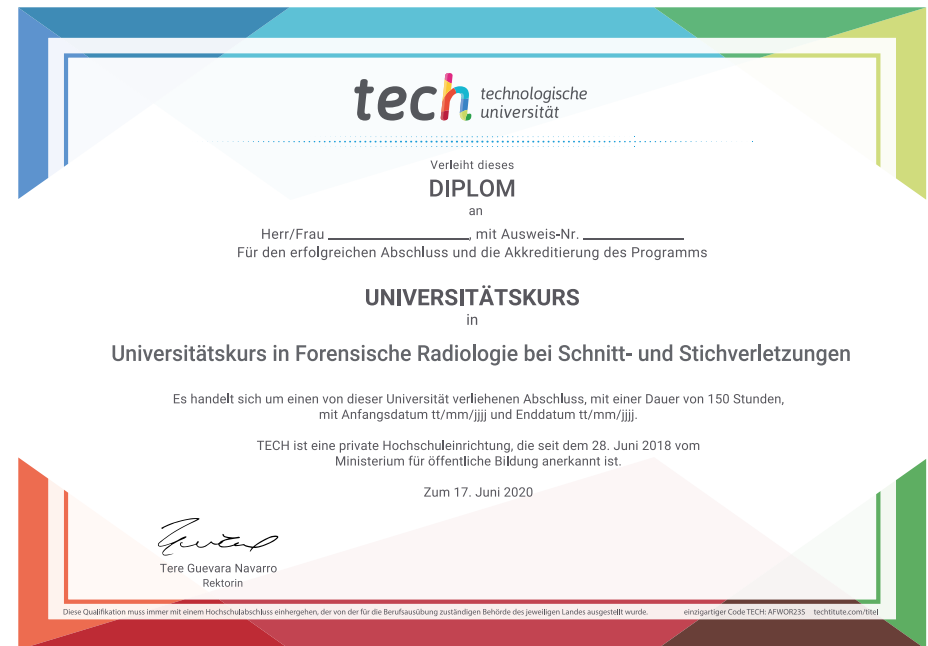 tech technologische
universität
Verleiht dieses
DIPLOM
an
Herr/Frau ____________, mit Ausweis-Nr. ____________
Für den erfolgreichen Abschluss und die Akkreditierung des Programms
UNIVERSITÄTSKURS
in
Universitätskurs in Forensische Radiologie bei Schnitt- und Stichverletzungen
Es handelt sich um einen von dieser Universität verliehenen Abschluss, mit einer Dauer von 150 Stunden,
mit Anfangsdatum tt/mm/jjjj und Enddatum tt/mm/jjjj.
TECH ist eine private Hochschuleinrichtung, die seit dem 28. Juni 2018 vom
Ministerium für öffentliche Bildung anerkannt ist.
Zum 17. Juni 2020
Tere Guevara Navarro
Rektorin
Diese Qualifikation muss immer mit einem Hochschulabschluss einhergehen, der von der für die Berufsausübung zuständigen Behörde des jeweiligen Landes ausgestellt wurde. einzigartiger Code TECH: AFWOR235 techtitute.com/titel